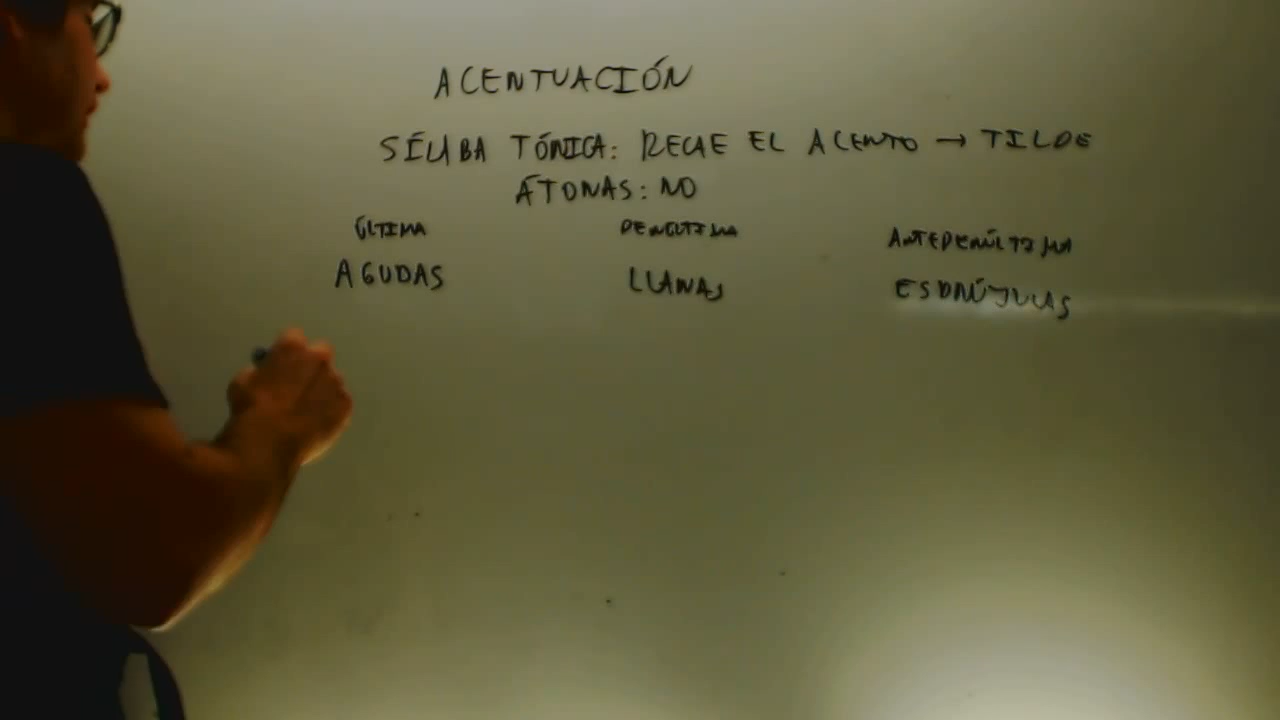 ACENTUACIÓN
SÍLABA TÓNICA: RECAE EL ACENTO → TILDE
ÁTONAS: NO
ÚLTIMA PENÚLTIMA ANTEPENÚLTIMA
AGUDAS LLANAS ESDRÚJULAS